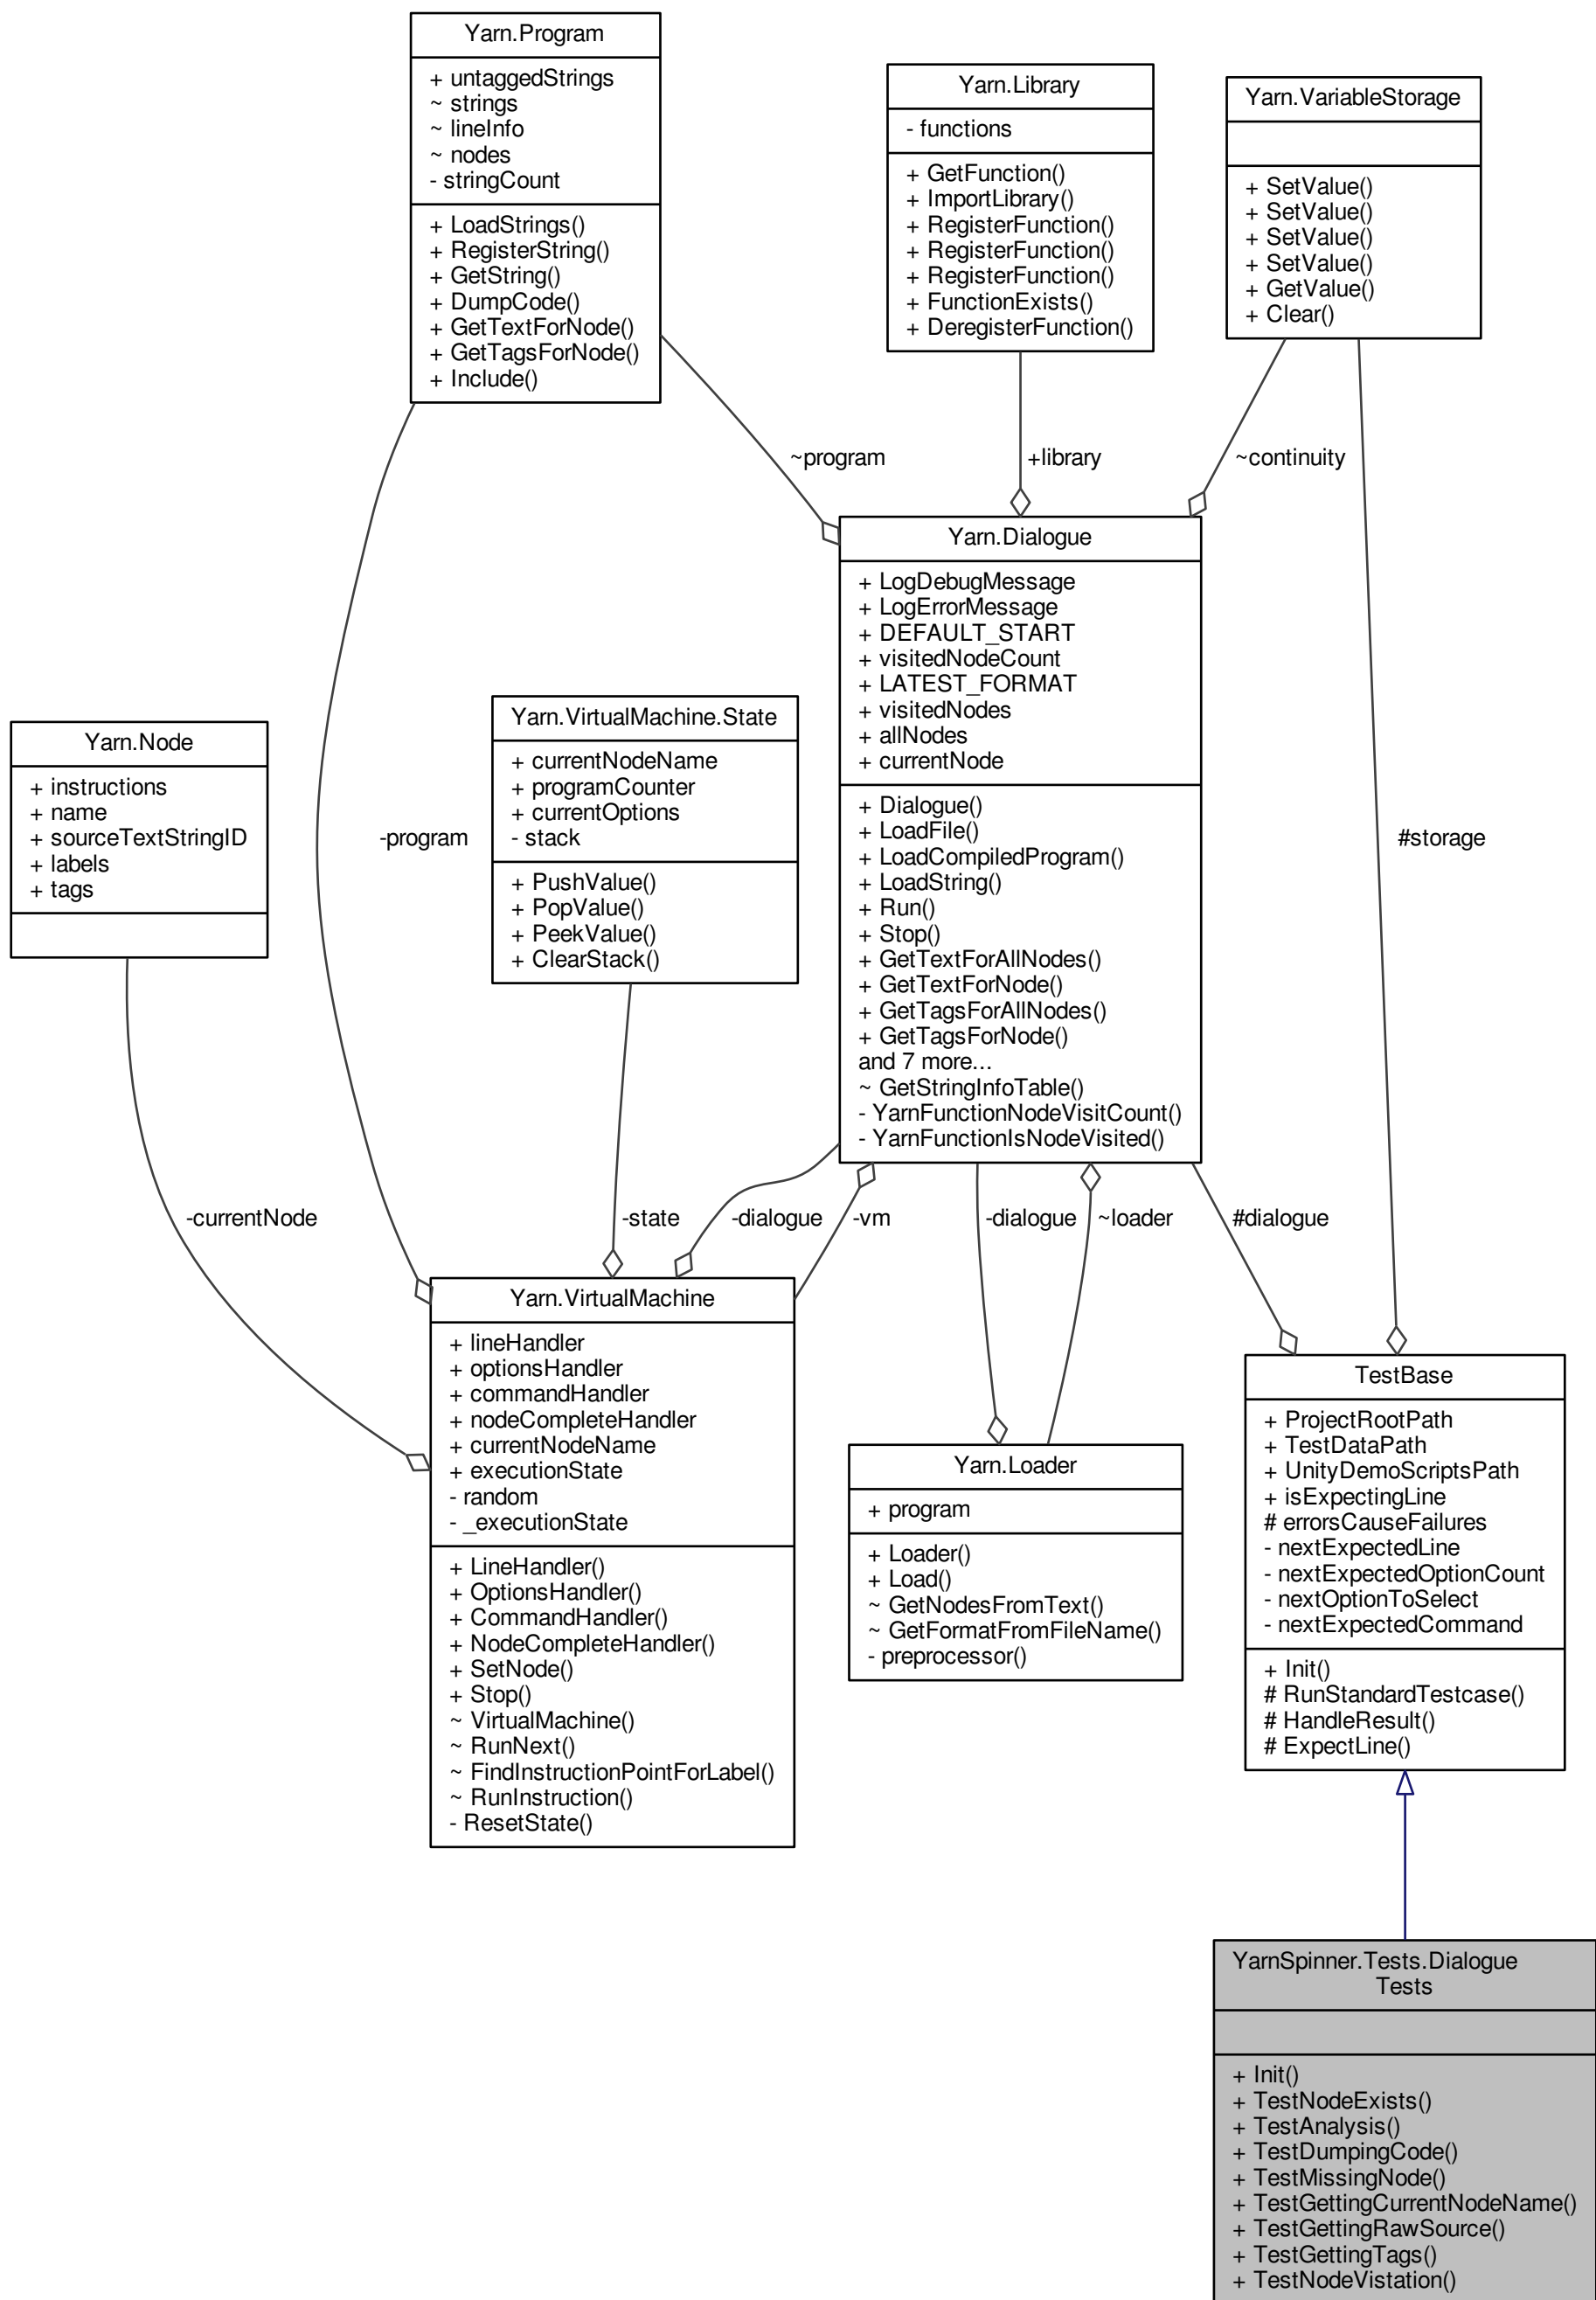 Yarn.Program
+ untaggedStrings
~ strings
~ lineInfo
~ nodes
- stringCount
+ LoadStrings()
+ RegisterString()
+ GetString()
+ DumpCode()
+ GetTextForNode()
+ GetTagsForNode()
+ Include()
Yarn.Library
- functions
+ GetFunction()
+ ImportLibrary()
+ RegisterFunction()
+ RegisterFunction()
+ RegisterFunction()
+ FunctionExists()
+ DeregisterFunction()
Yarn.VariableStorage
+ SetValue()
+ SetValue()
+ SetValue()
+ SetValue()
+ GetValue()
+ Clear()
~program
+library
~continuity
Yarn.Dialogue
+ LogDebugMessage
+ LogErrorMessage
+ DEFAULT_START
+ visitedNodeCount
+ LATEST_FORMAT
+ visitedNodes
+ allNodes
+ currentNode
+ Dialogue()
+ LoadFile()
+ LoadCompiledProgram()
+ LoadString()
+ Run()
+ Stop()
+ GetTextForAllNodes()
+ GetTextForNode()
+ GetTagsForAllNodes()
+ GetTagsForNode()
and 7 more...
~ GetStringInfoTable()
- YarnFunctionNodeVisitCount()
- YarnFunctionIsNodeVisited()
Yarn.Node
+ instructions
+ name
+ sourceTextStringID
+ labels
+ tags
-program
Yarn.VirtualMachine.State
+ currentNodeName
+ programCounter
+ currentOptions
- stack
+ PushValue()
+ PopValue()
+ PeekValue()
+ ClearStack()
#storage
-currentNode
-state
-dialogue
-vm
-dialogue
~loader
#dialogue
Yarn.VirtualMachine
+ lineHandler
+ optionsHandler
+ commandHandler
+ nodeCompleteHandler
+ currentNodeName
+ executionState
- random
- _executionState
+ LineHandler()
+ OptionsHandler()
+ CommandHandler()
+ NodeCompleteHandler()
+ SetNode()
+ Stop()
~ VirtualMachine()
~ RunNext()
~ FindInstructionPointForLabel()
~ RunInstruction()
- ResetState()
Yarn.Loader
+ program
+ Loader()
+ Load()
~ GetNodesFromText()
~ GetFormatFromFileName()
- preprocessor()
TestBase
+ ProjectRootPath
+ TestDataPath
+ UnityDemoScriptsPath
+ isExpectingLine
# errorsCauseFailures
- nextExpectedLine
- nextExpectedOptionCount
- nextOptionToSelect
- nextExpectedCommand
+ Init()
# RunStandardTestcase()
# HandleResult()
# ExpectLine()
YarnSpinner.Tests.Dialogue
Tests
+ Init()
+ TestNodeExists()
+ TestAnalysis()
+ TestDumpingCode()
+ TestMissingNode()
+ TestGettingCurrentNodeName()
+ TestGettingRawSource()
+ TestGettingTags()
+ TestNodeVistation()